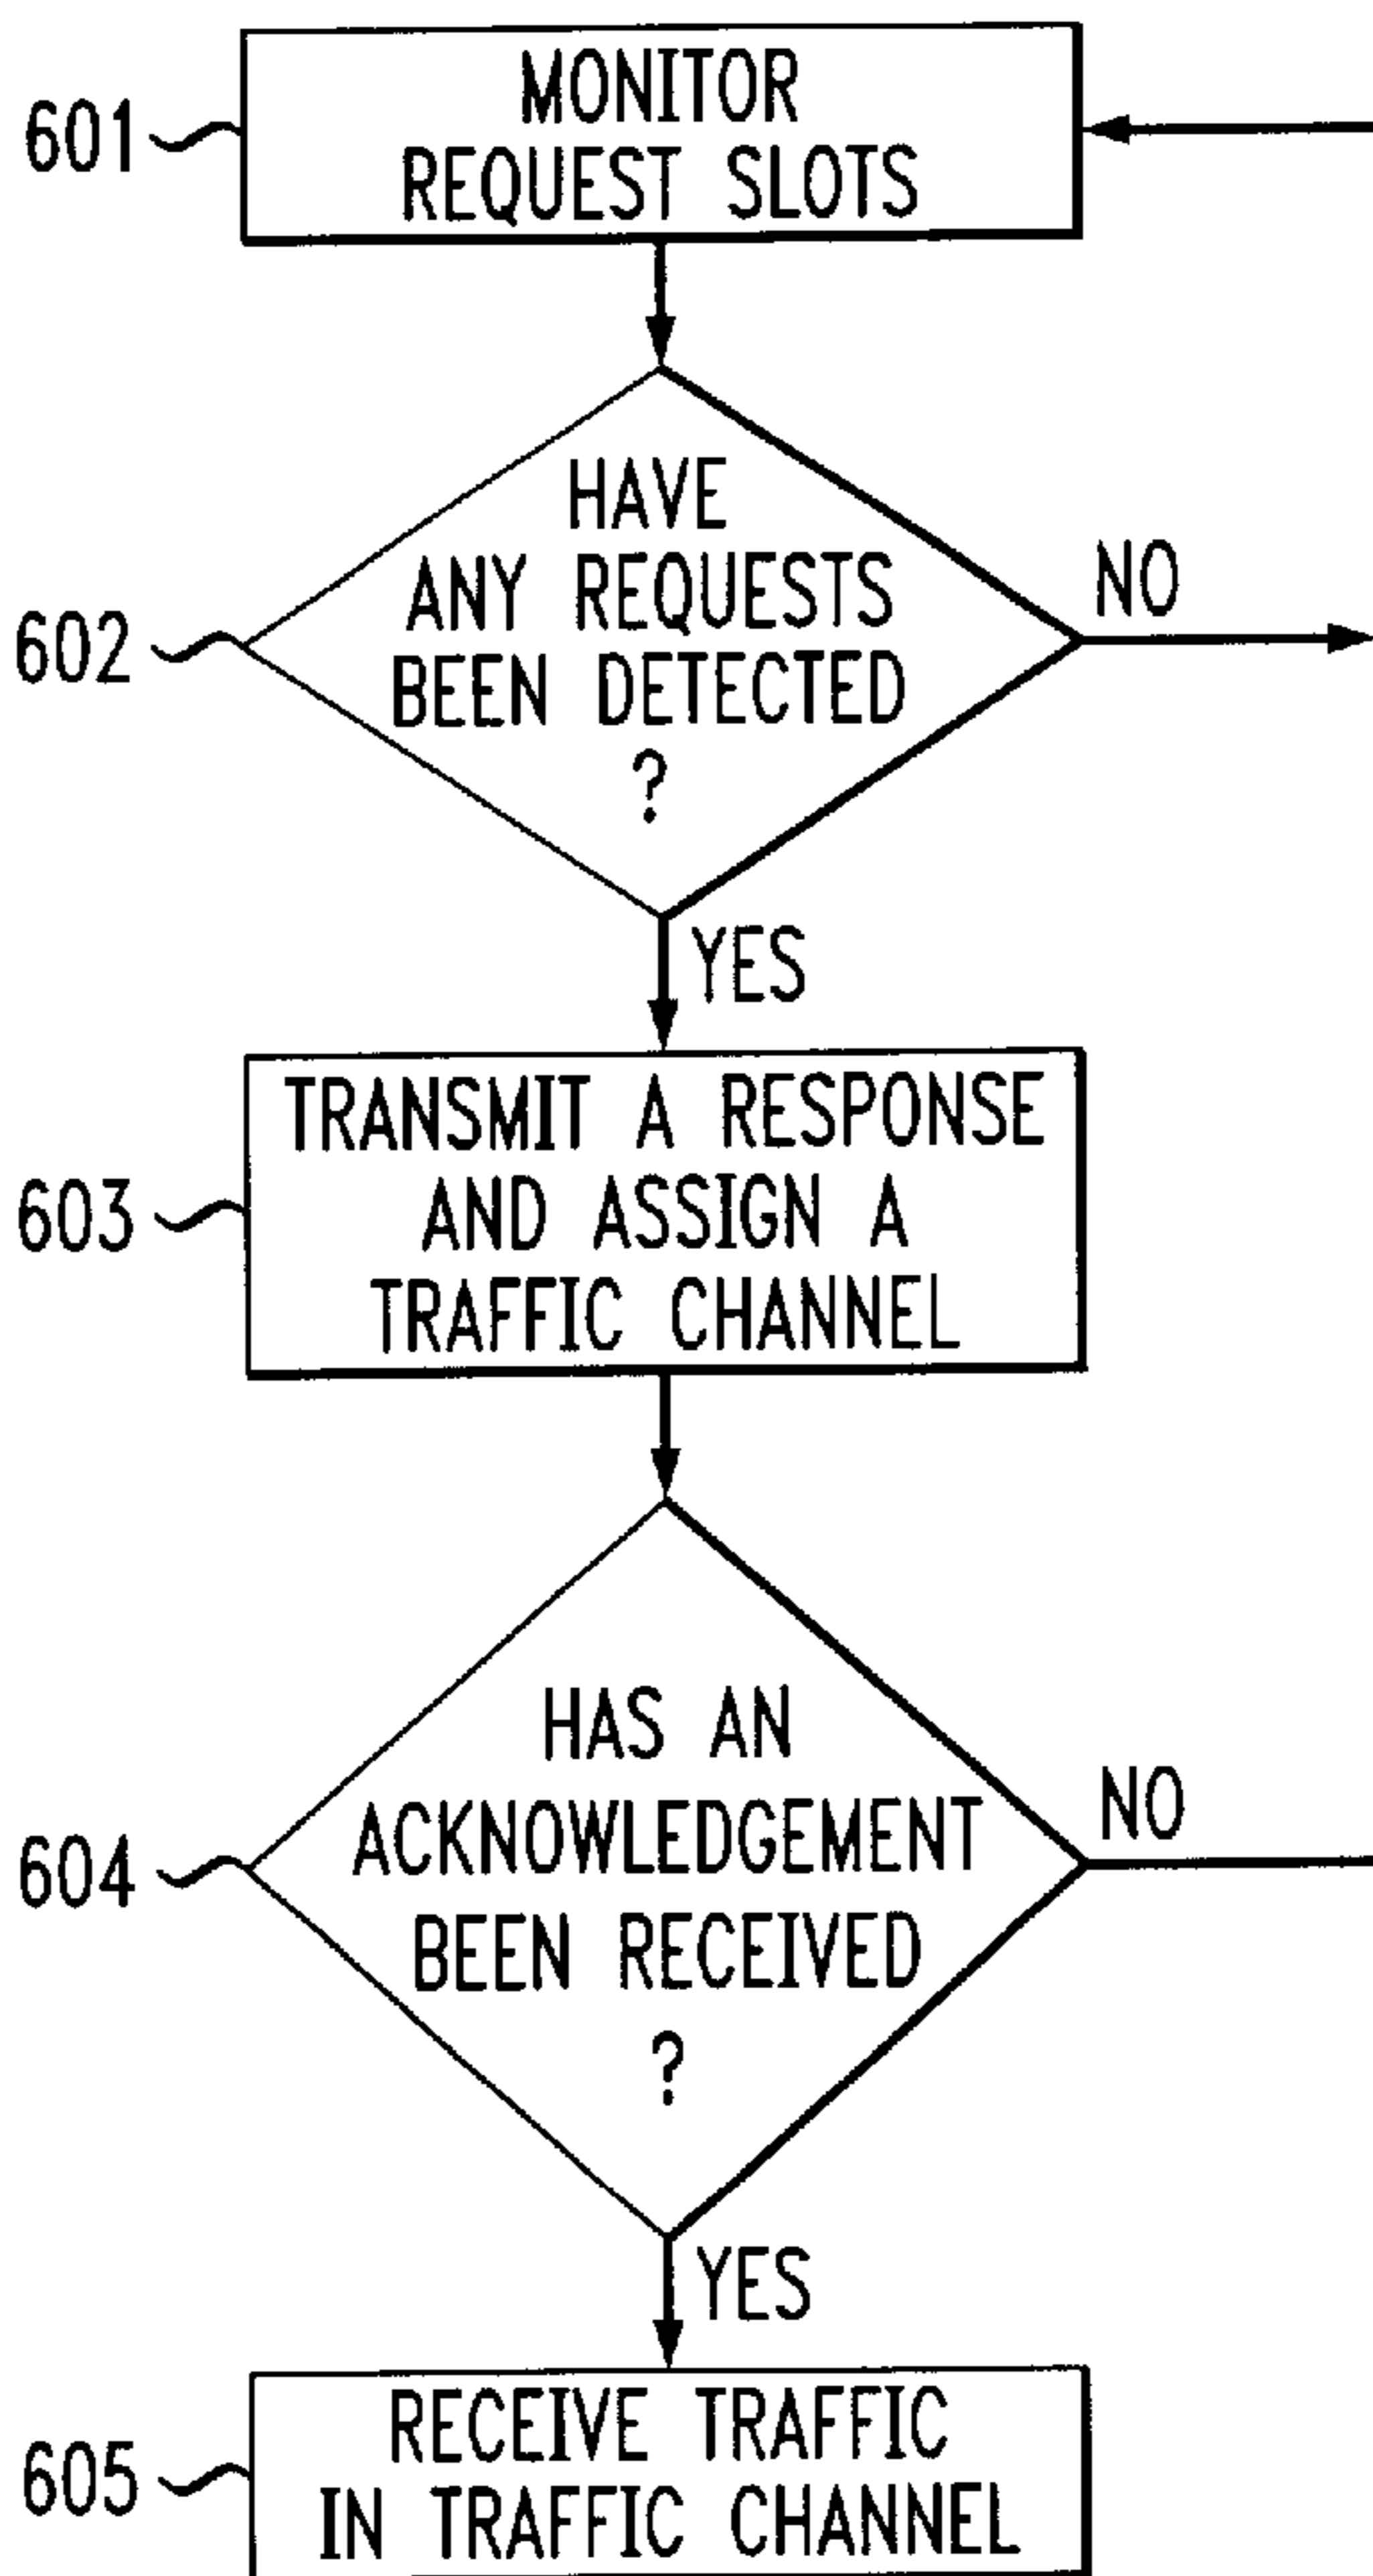 MONITOR
REQUEST SLOTS
601
HAVE
ANY REQUESTS
BEEN DETECTED
?
602
NO
YES
TRANSMIT A RESPONSE
AND ASSIGN A
TRAFFIC CHANNEL
603
HAS AN
ACKNOWLEDGEMENT
BEEN RECEIVED
?
604
NO
YES
RECEIVE TRAFFIC
IN TRAFFIC CHANNEL
605